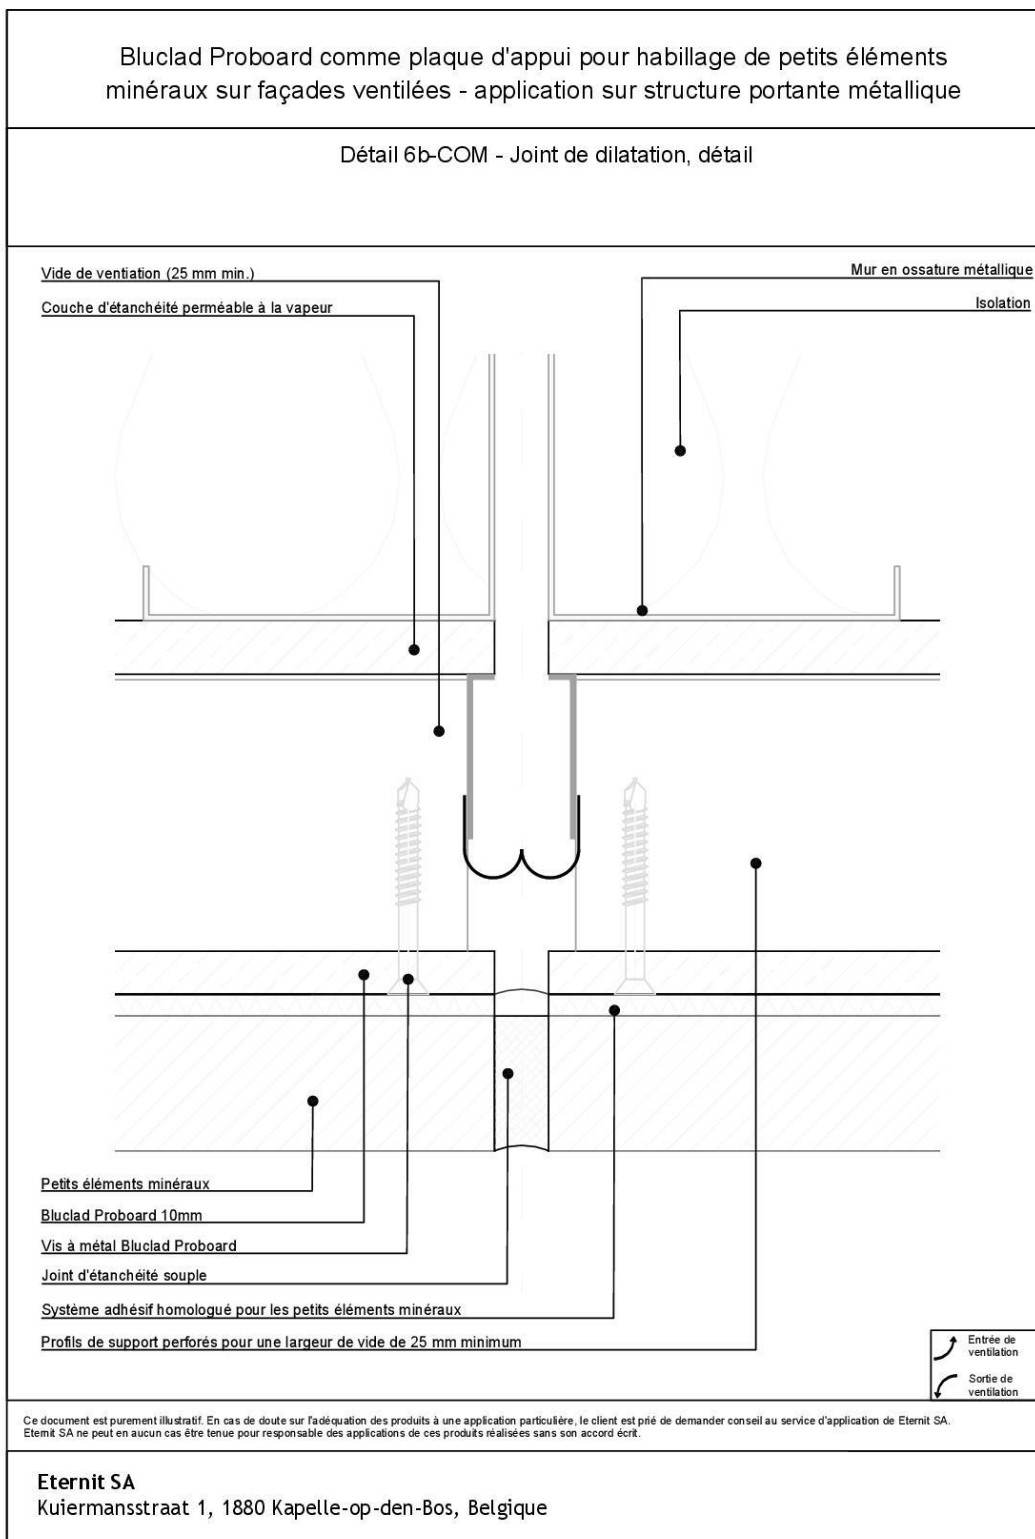 Bluclad Proboard comme plaque d'appui pour habillage de petits éléments
minéraux sur façades ventilées - application sur structure portante métallique
Détail 6b-COM - Joint de dilatation, détail
Vide de ventiation (25 mm min.)
Couche d'étanchéité perméable à la vapeur
Mur en ossature métallique
Isolation
Petits éléments minéraux
Bluclad Proboard 10mm
Vis à métal Bluclad Proboard
Joint d'étanchéité souple
Système adhésif homologué pour les petits éléments minéraux
Profils de support perforés pour une largeur de vide de 25 mm minimum
Entrée de
ventilation
Sortie de
ventilation
Ce document est purement illustratif. En cas de doute sur l'adéquation des produits à une application particulière, le client est prié de demander conseil au service d'application de Eternit SA.
Eternit SA ne peut en aucun cas être tenue pour responsable des applications de ces produits réalisées sans son accord écrit.
Eternit SA
Kuiermansstraat 1, 1880 Kapelle-op-den-Bos, Belgique